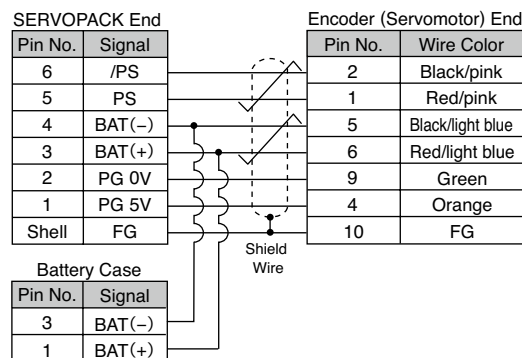 SERVOPACK End
Encoder (Servomotor) End
Pin No. Signal
Pin No. Wire Color
6 /PS
2 Black/pink
5 PS
1 Red/pink
4 BAT(−)
5 Black/light blue
3 BAT(+)
6 Red/light blue
2 PG 0V
9 Green
1 PG 5V
4 Orange
Shell FG
10 FG
Shield
Wire
Battery Case
Pin No. Signal
3 BAT(−)
1 BAT(+)